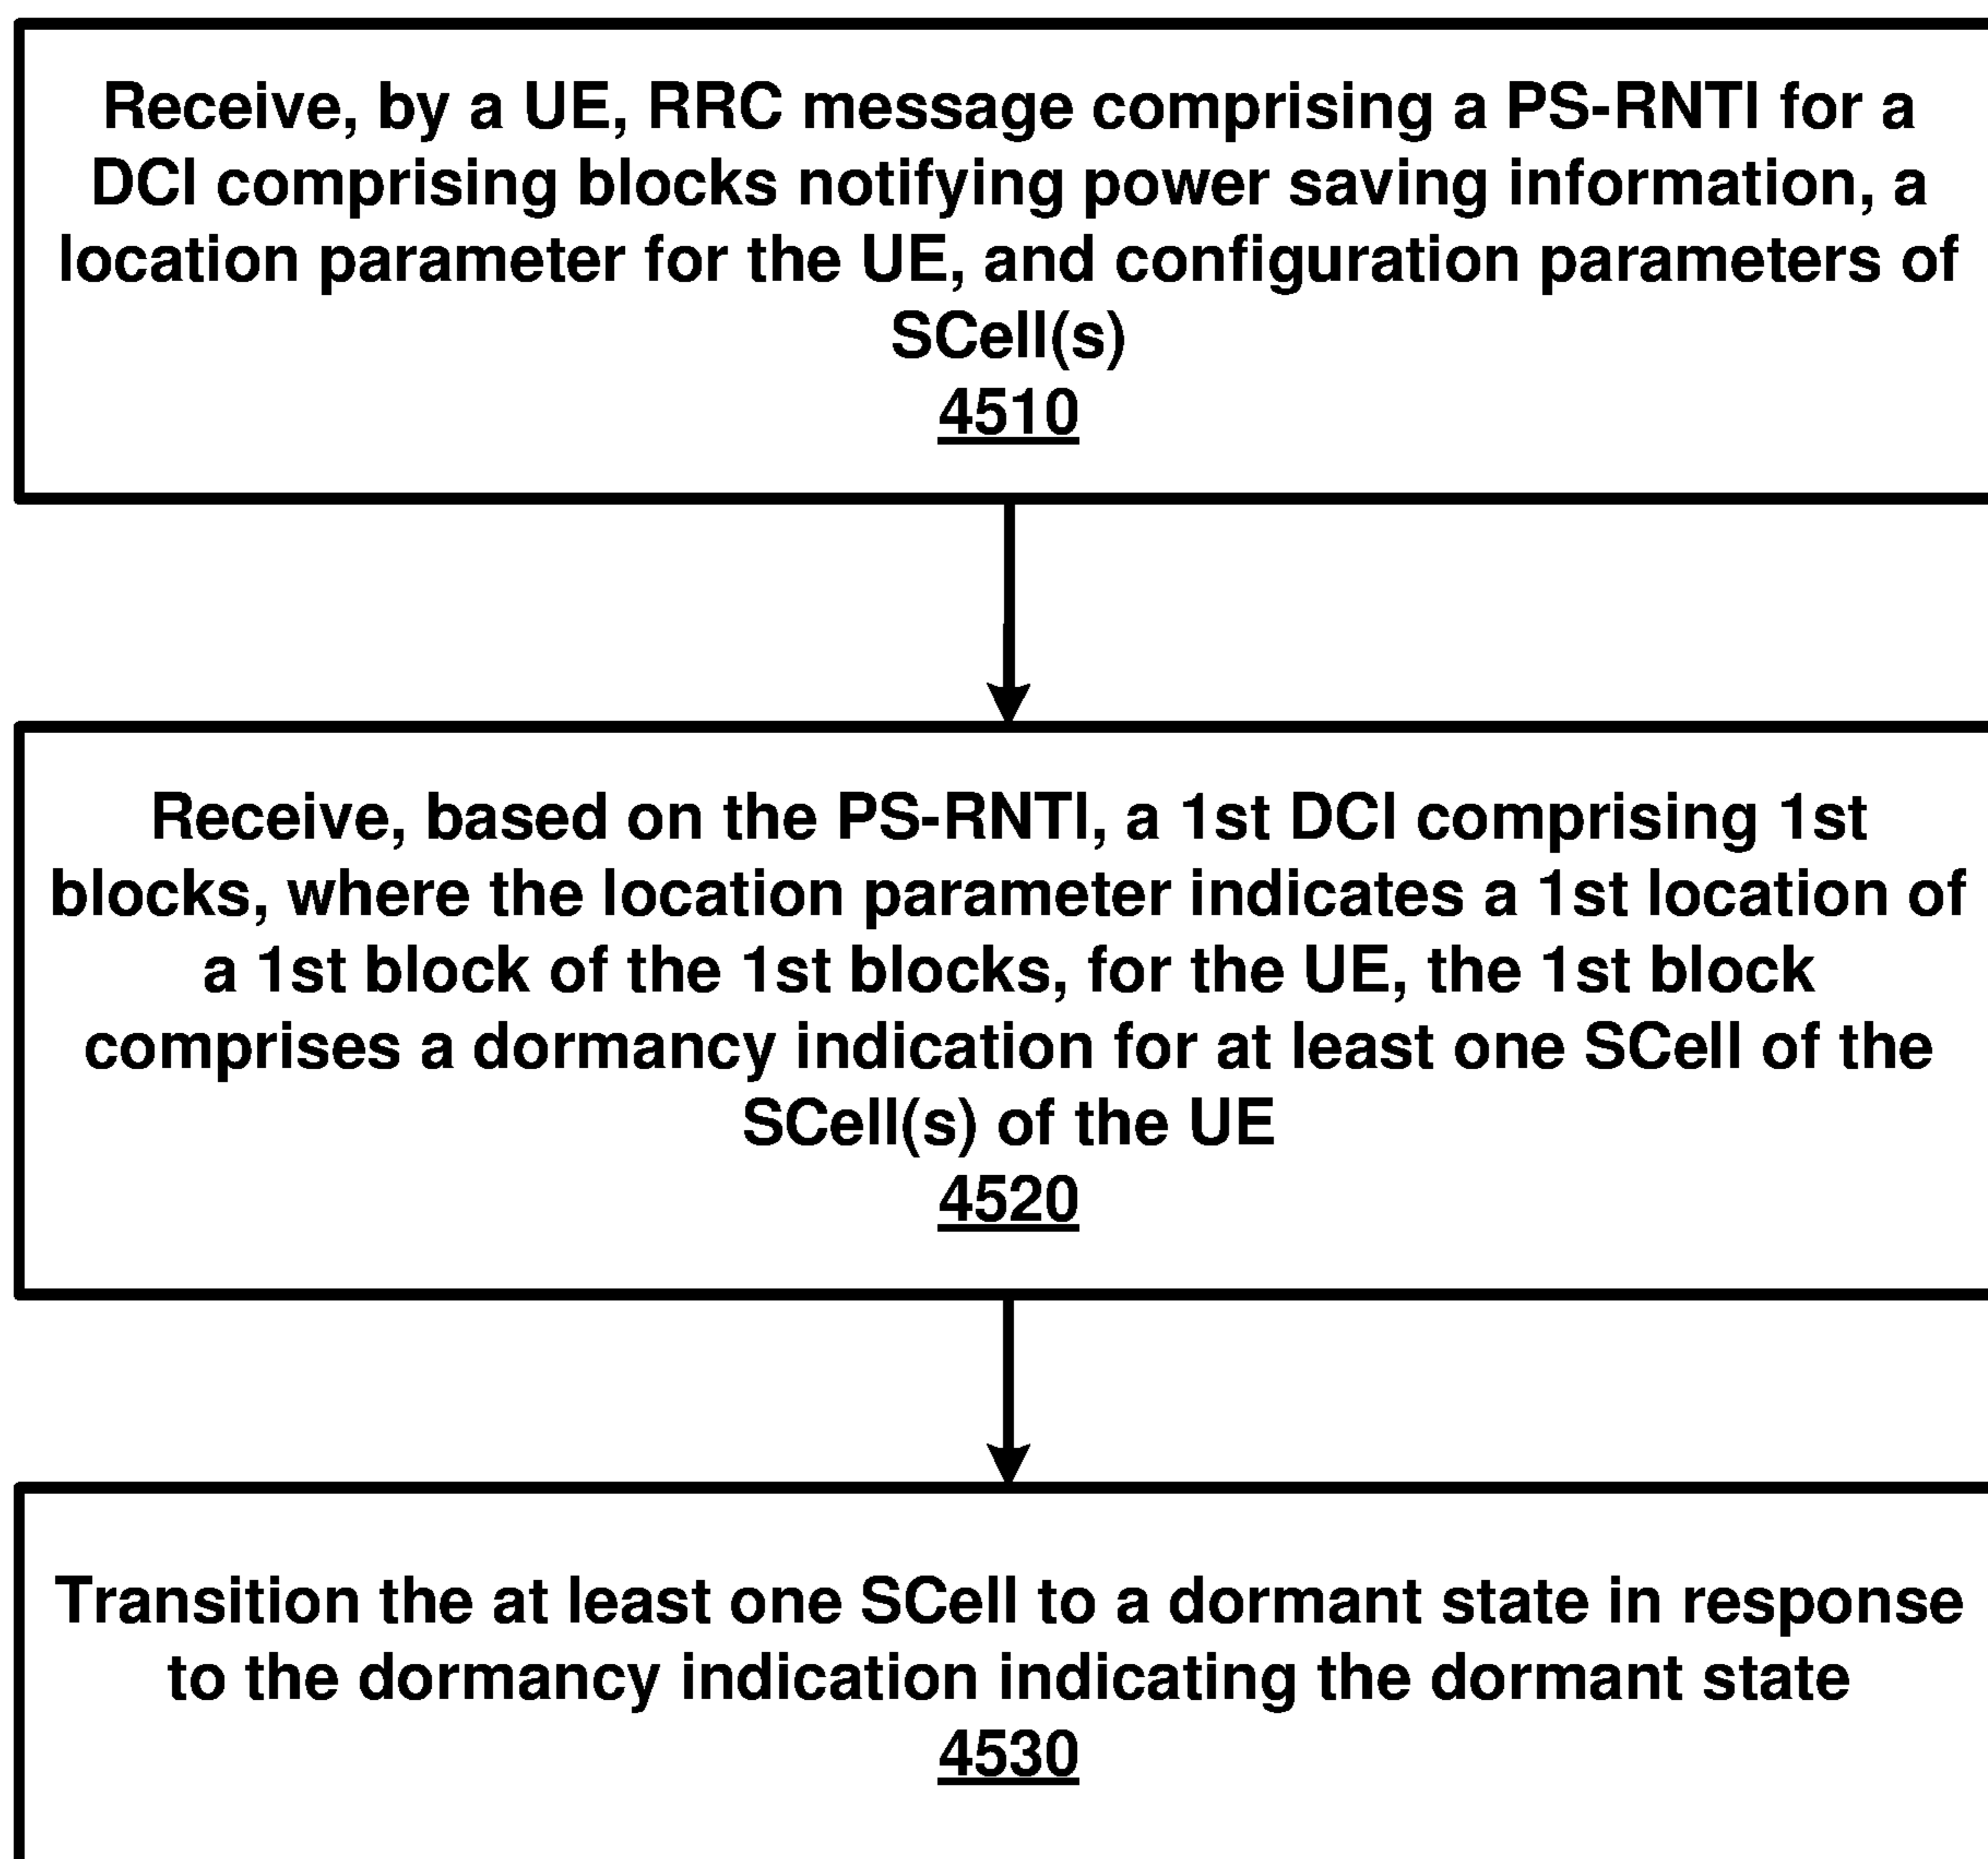 Receive, by a UE, RRC message comprising a PS-RNTI for a
DCI comprising blocks notifying power saving information, a
location parameter for the UE, and configuration parameters of
SCell(s)
4510
Receive, based on the PS-RNTI, a 1st DCI comprising 1st
blocks, where the location parameter indicates a 1st location of
a 1st block of the 1st blocks, for the UE, the 1st block
comprises a dormancy indication for at least one SCell of the
SCell(s) of the UE
4520
Transition the at least one SCell to a dormant state in response
to the dormancy indication indicating the dormant state
4530